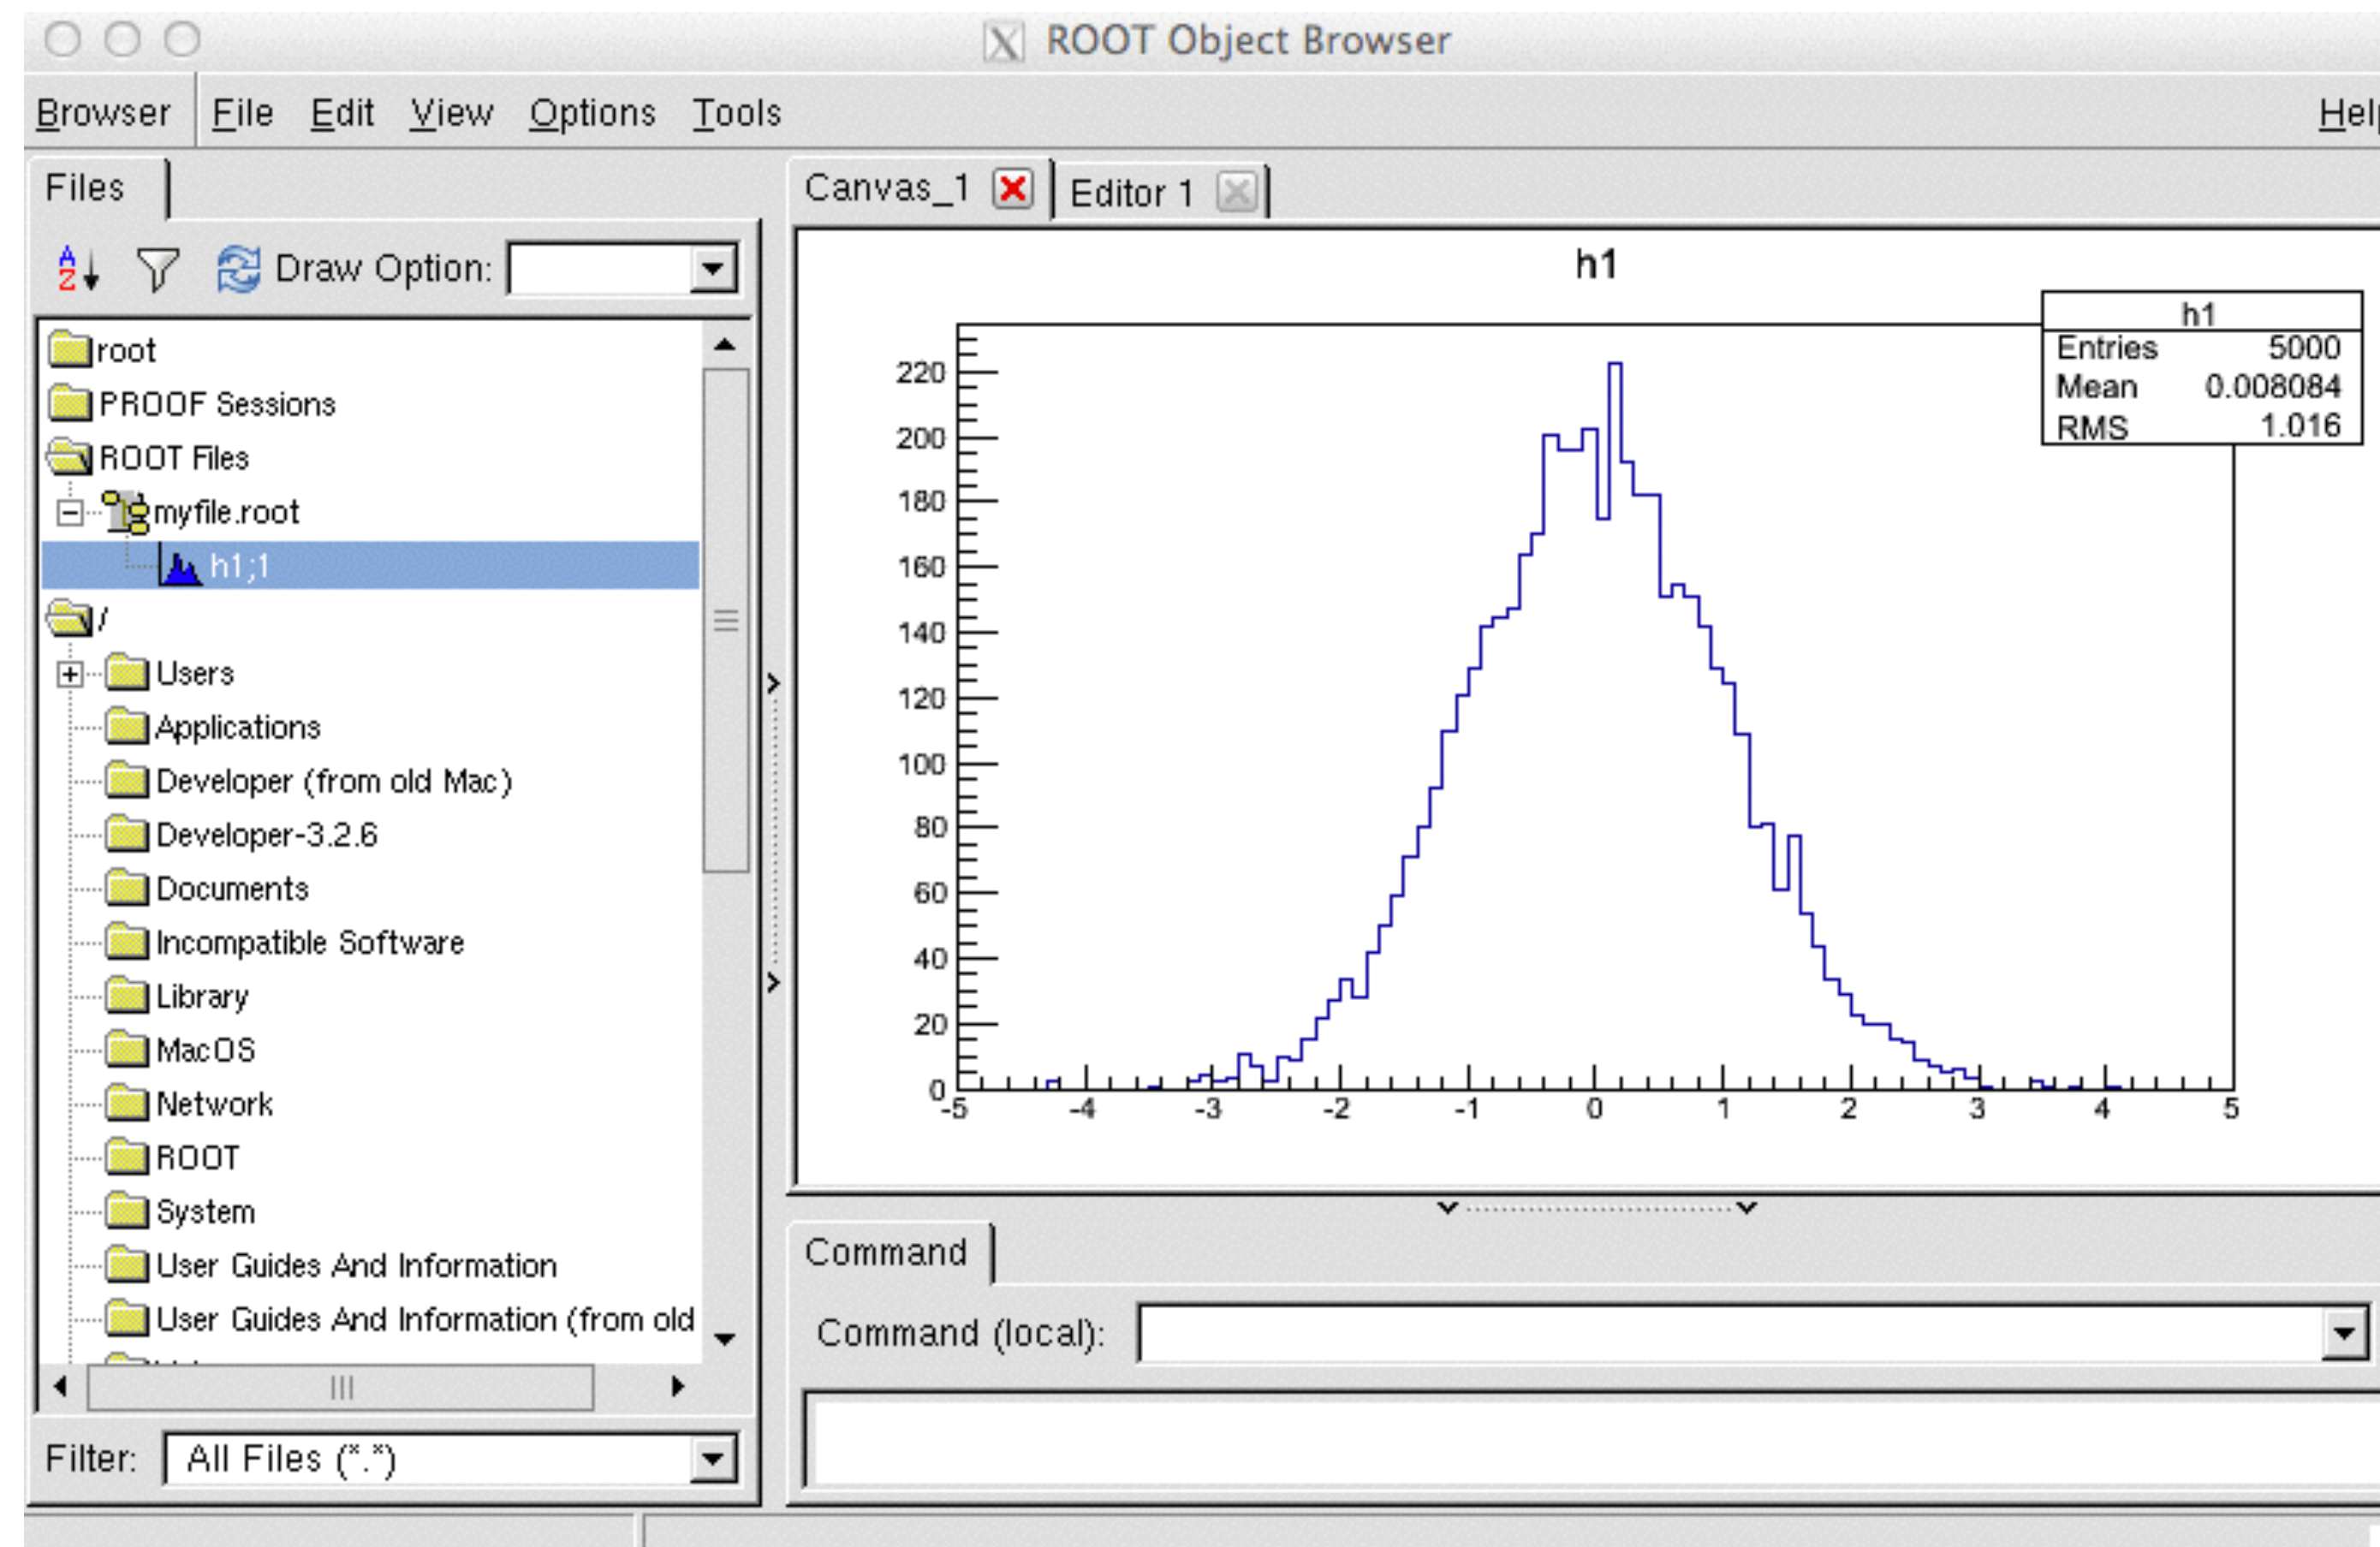 ROOT Object Browser
Browser File Edit View Options Tools
Files
Canvas_1 Editor 1
Draw Option:
root
PROOF Sessions
ROOT Files
myfile.root
h1;1
/
Users
Applications
Developer (from old Mac)
Developer-3.2.6
Documents
Incompatible Software
Library
MacOS
Network
ROOT
System
User Guides And Information
User Guides And Information (from old
Filter: All Files (*.*)
h1
h1
Entries 5000
Mean 0.008084
RMS 1.016
220
200
180
160
140
120
100
80
60
40
20
0
-5 -4 -3 -2 -1 0 1 2 3 4 5
Command
Command (local):